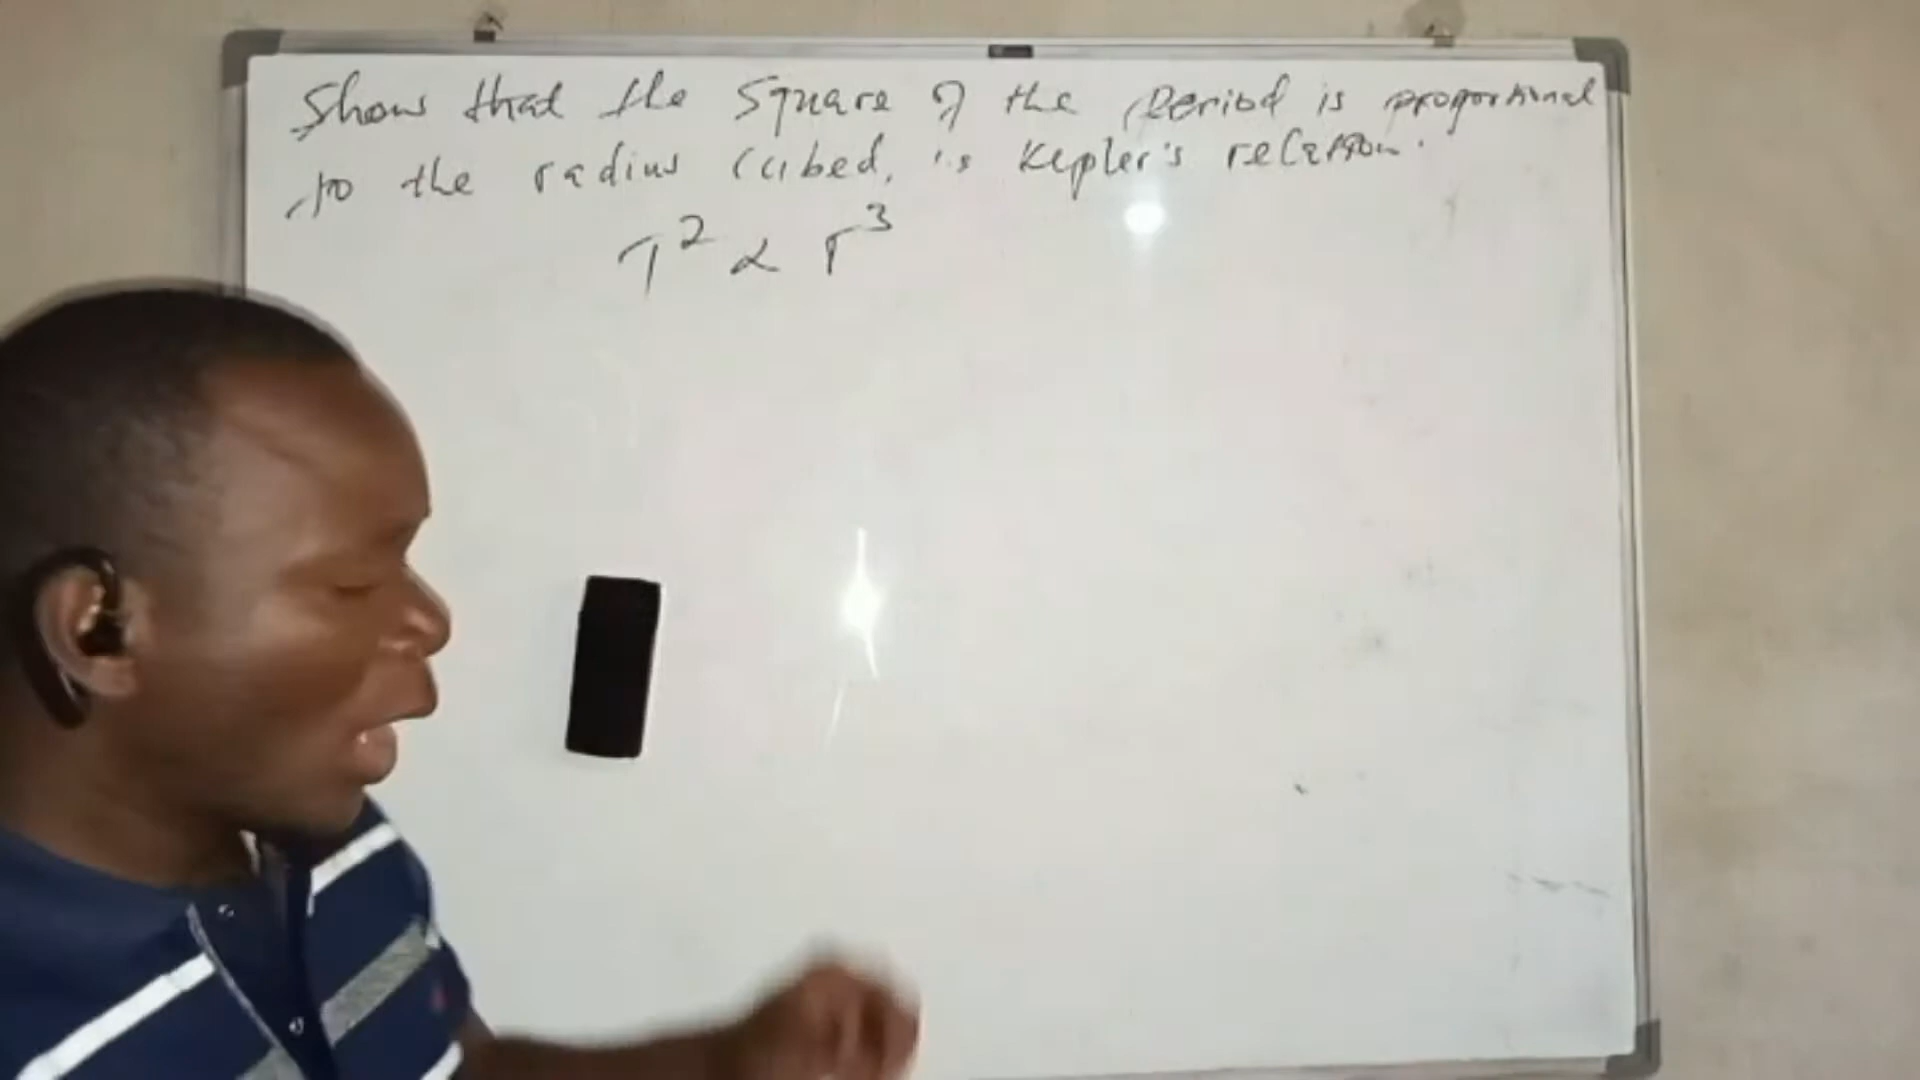 Show that the Square of the period is proportional
to the radius cubed, is Kepler's relation.
T² ∝ r³